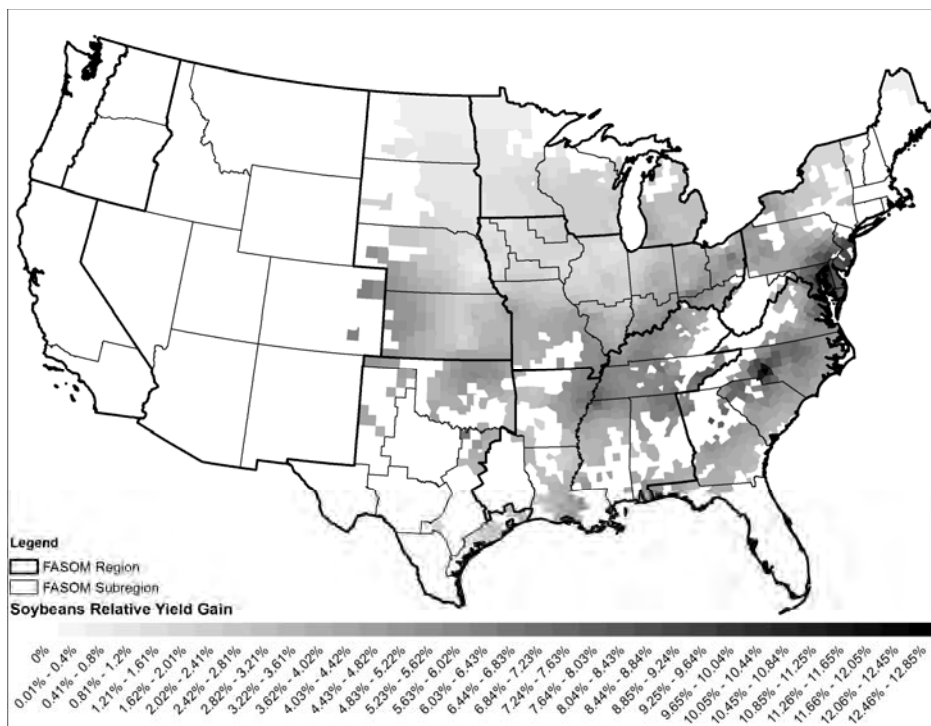 Legend
FASOM Region
FASOM Subregion
Soybeans Relative Yield Gain
0%
0.01% - 0.4%
0.41% - 0.8%
0.81% - 1.2%
1.21% - 1.61%
1.62% - 2.01%
2.02% - 2.41%
2.42% - 2.81%
2.82% - 3.21%
3.22% - 3.61%
3.62% - 4.02%
4.03% - 4.42%
4.43% - 4.82%
4.83% - 5.22%
5.23% - 5.62%
5.63% - 6.02%
6.03% - 6.43%
6.44% - 6.83%
6.84% - 7.23%
7.24% - 7.63%
7.64% - 8.03%
8.04% - 8.43%
8.44% - 8.84%
8.85% - 9.24%
9.25% - 9.64%
9.65% - 10.04%
10.05% - 10.44%
10.45% - 10.84%
10.85% - 11.25%
11.26% - 11.65%
11.66% - 12.05%
12.06% - 12.45%
2.46% - 12.85%